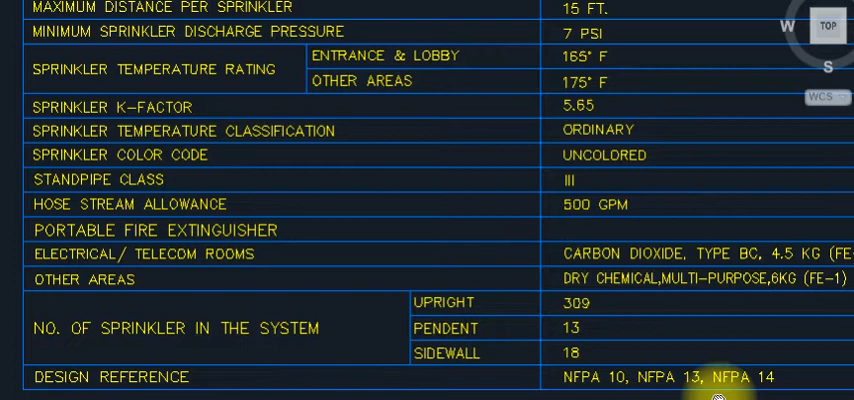 MAXIMUM DISTANCE PER SPRINKLER 15 FT.
MINIMUM SPRINKLER DISCHARGE PRESSURE 7 PSI
SPRINKLER TEMPERATURE RATING ENTRANCE & LOBBY 165° F
OTHER AREAS 175° F
SPRINKLER K-FACTOR 5.65
SPRINKLER TEMPERATURE CLASSIFICATION ORDINARY
SPRINKLER COLOR CODE UNCOLORED
STANDPIPE CLASS III
HOSE STREAM ALLOWANCE 500 GPM
PORTABLE FIRE EXTINGUISHER
ELECTRICAL/ TELECOM ROOMS CARBON DIOXIDE, TYPE BC, 4.5 KG (FE-
OTHER AREAS DRY CHEMICAL,MULTI-PURPOSE,6KG (FE-1)
NO. OF SPRINKLER IN THE SYSTEM UPRIGHT 309
PENDENT 13
SIDEWALL 18
DESIGN REFERENCE NFPA 10, NFPA 13, NFPA 14
W TOP
S
WCS